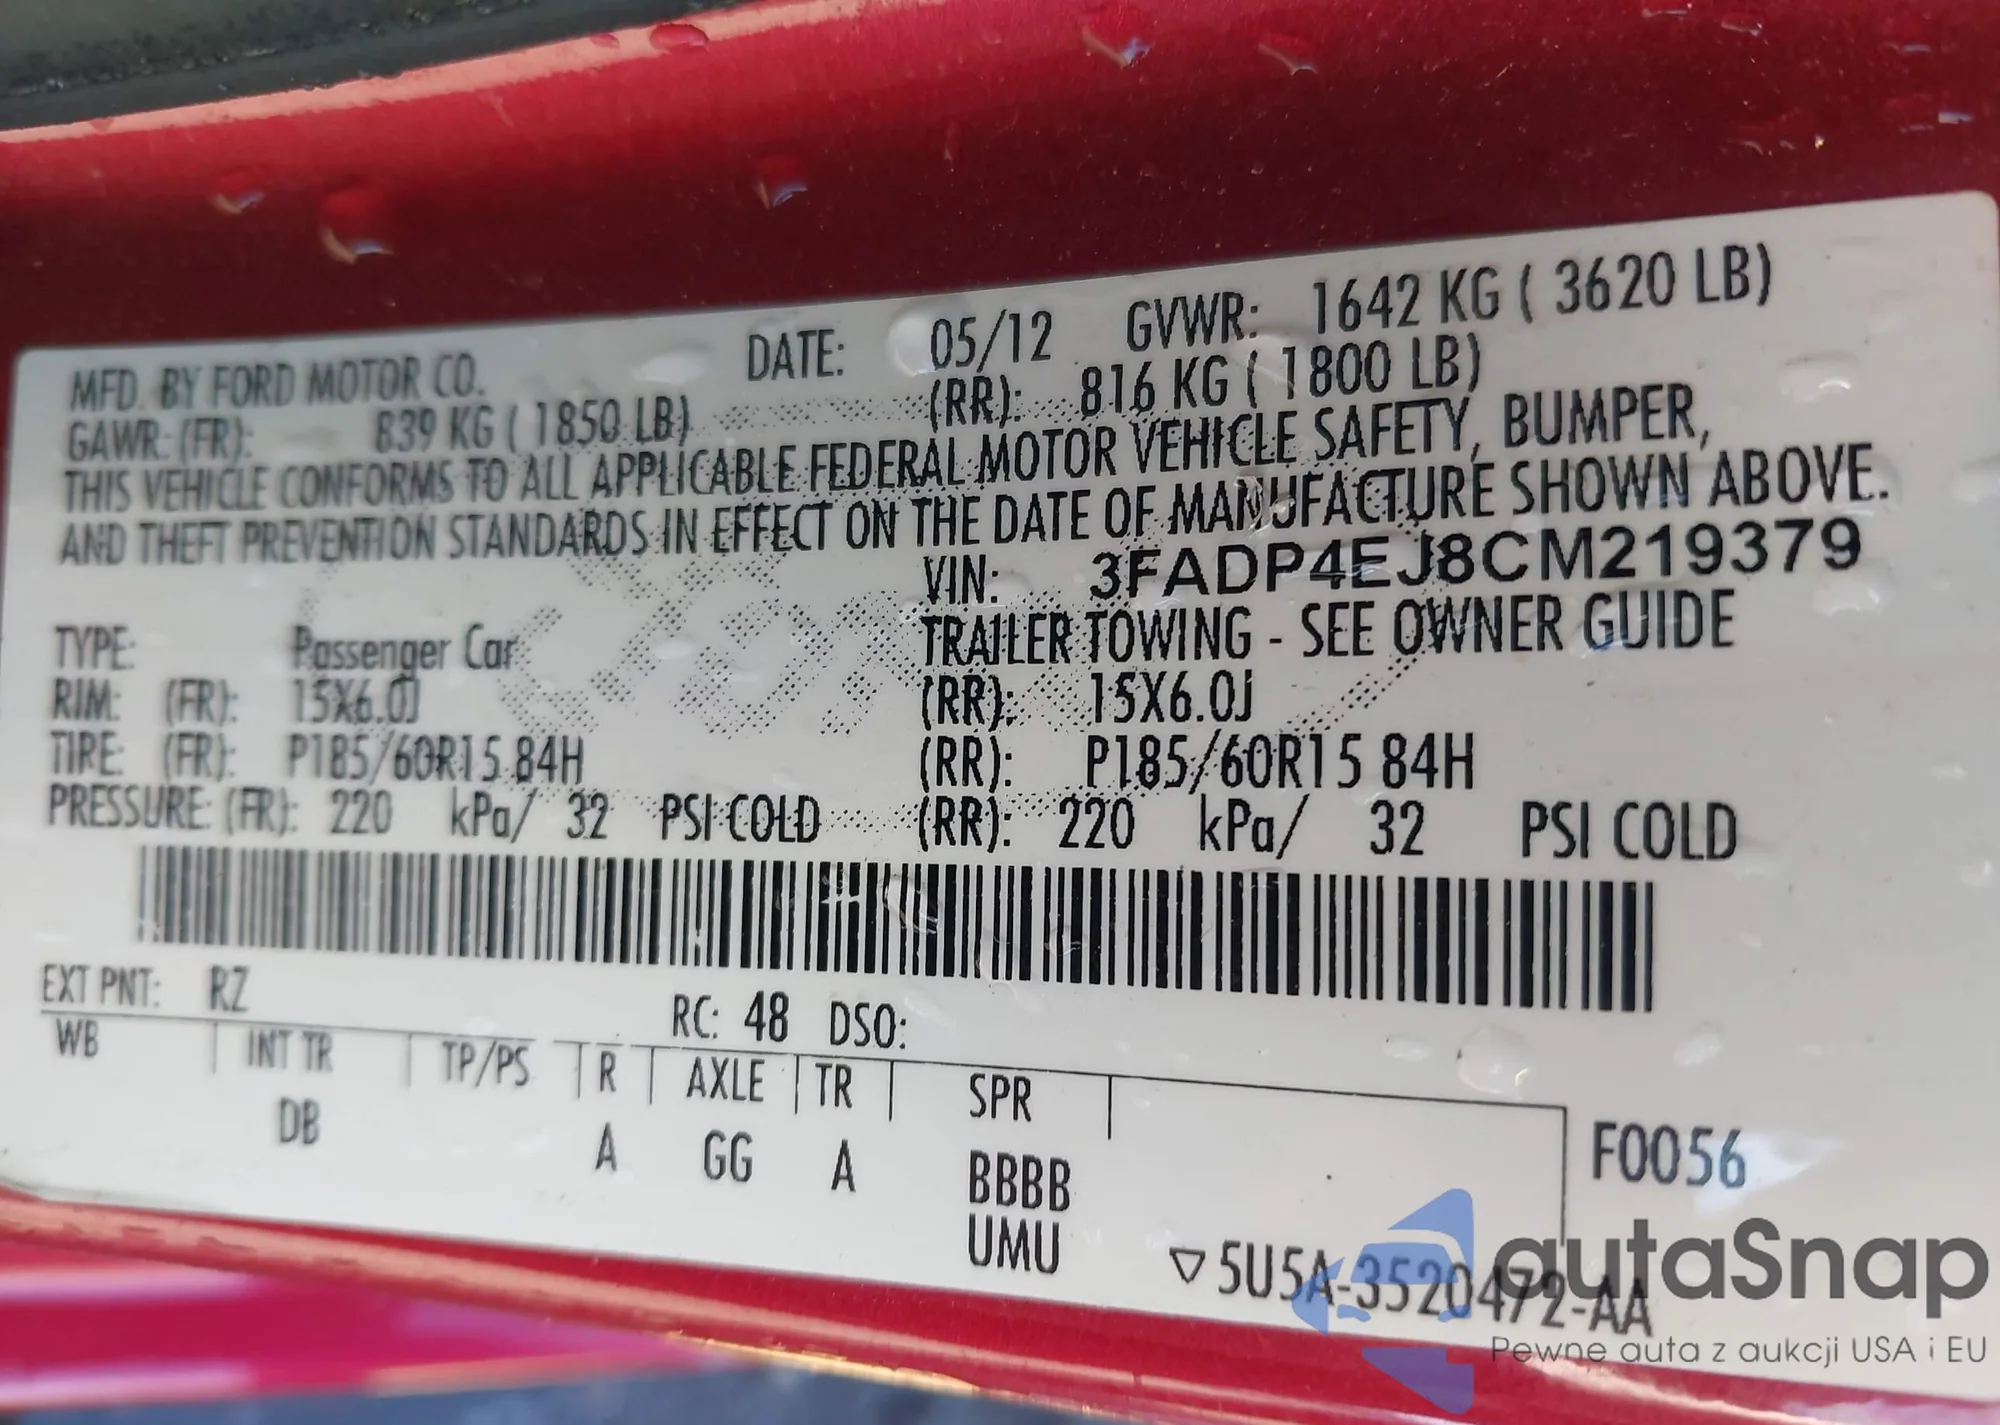 MFD. BY FORD MOTOR CO. DATE: 05/12 GVWR: 1642 KG ( 3620 LB)
GAWR: (FR): 839 KG ( 1850 LB) (RR): 816 KG ( 1800 LB)
THIS VEHICLE CONFORMS TO ALL APPLICABLE FEDERAL MOTOR VEHICLE SAFETY, BUMPER,
AND THEFT PREVENTION STANDARDS IN EFFECT ON THE DATE OF MANUFACTURE SHOWN ABOVE.
VIN: 3FADP4EJ8CM219379
TYPE: Passenger Car TRAILER TOWING - SEE OWNER GUIDE
RIM: (FR): 15X6.0J (RR): 15X6.0J
TIRE: (FR): P185/60R15 84H (RR): P185/60R15 84H
PRESSURE: (FR): 220 kPa/ 32 PSI COLD (RR): 220 kPa/ 32 PSI COLD
EXT PNT: RZ RC: 48 DSO:
WB INT TR TP/PS R AXLE TR SPR
DB A GG A BBBB
UMU
F0056
▽5U5A-3520472-AA
autaSnap
Pewne auta z aukcji USA i EU